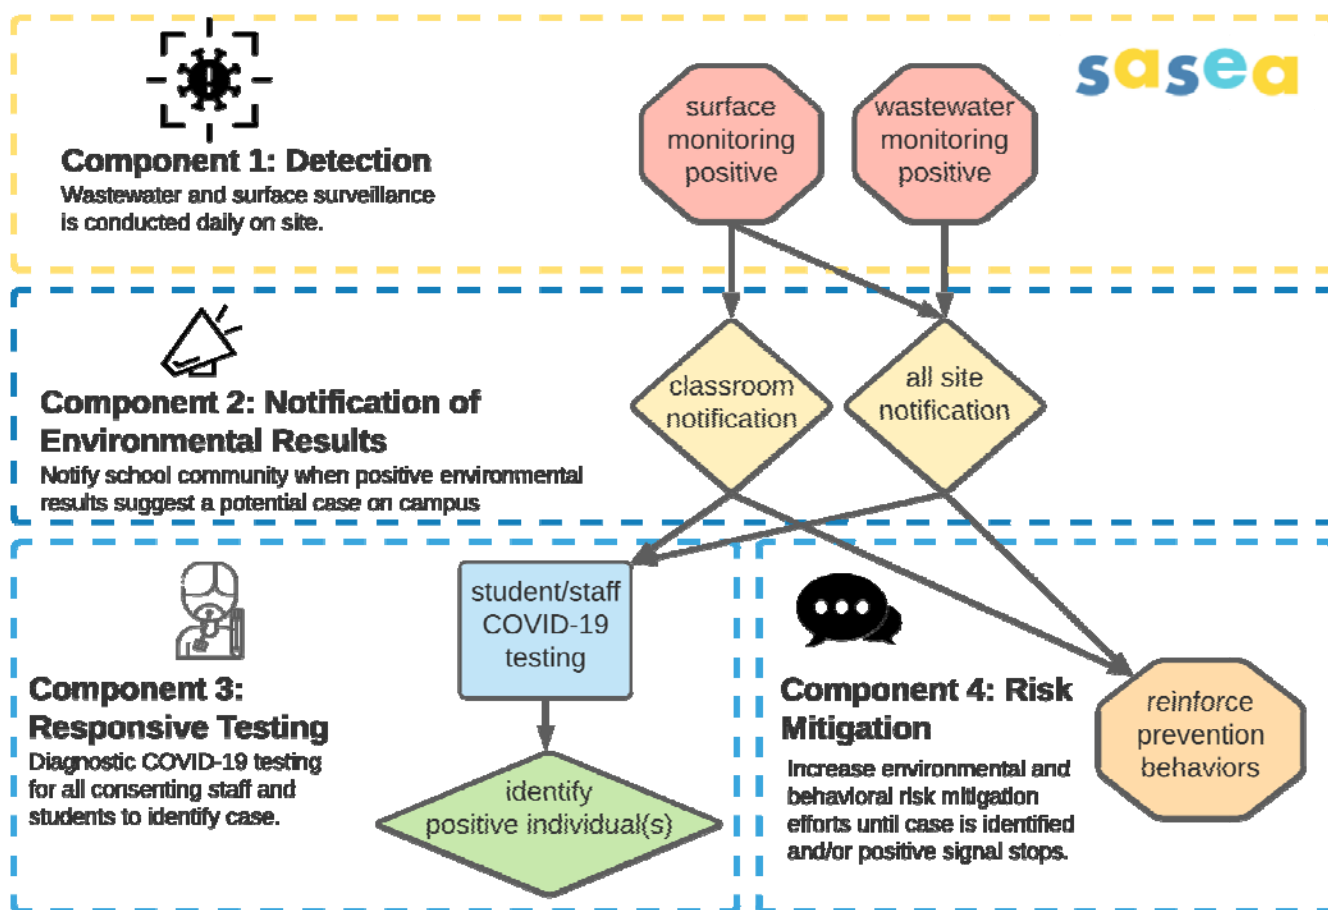 sasea
surface
monitoring
positive
wastewater
monitoring
positive
Component 1: Detection
Wastewater and surface surveillance
is conducted daily on site.
classroom
notification
all site
notification
Component 2: Notification of
Environmental Results
Notify school community when positive environmental
results suggest a potential case on campus
student/staff
COVID-19
testing
Component 3:
Responsive Testing
Diagnostic COVID-19 testing
for all consenting staff and
students to identify case.
identify
positive individual(s)
Component 4: Risk
Mitigation
Increase environmental and
behavioral risk mitigation
efforts until case is identified
and/or positive signal stops.
reinforce
prevention
behaviors